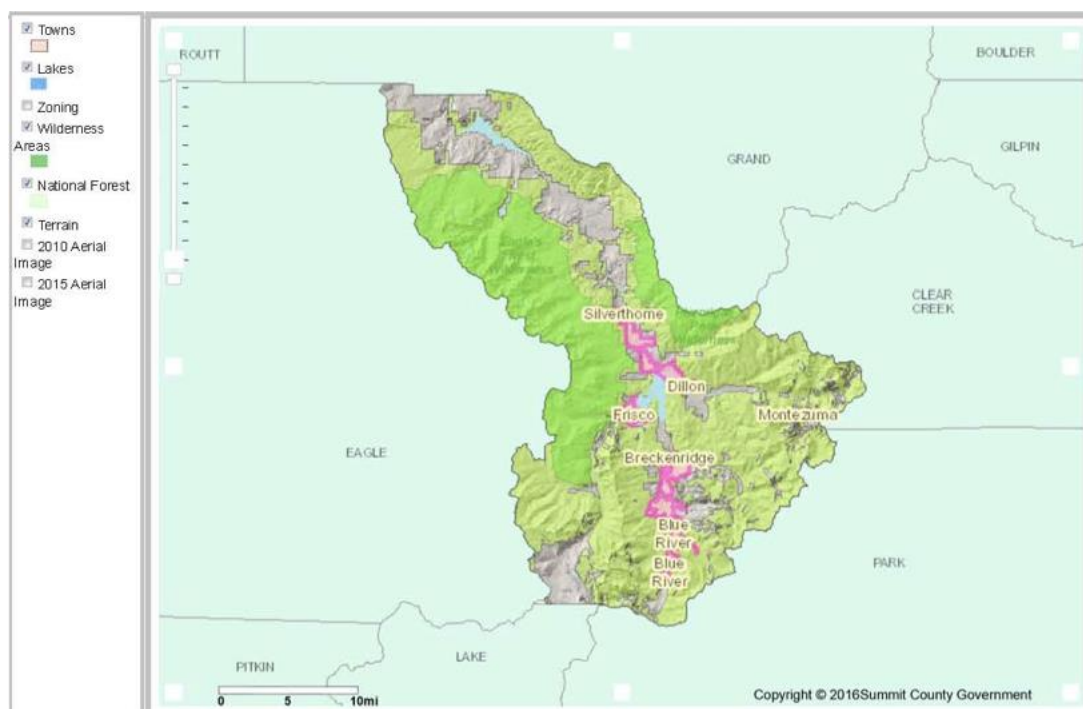 Towns
Lakes
Zoning
Wilderness
Areas
National Forest
Terrain
2010 Aerial
Image
2015 Aerial
Image
ROUTT
BOULDER
GRAND
GILPIN
Wilderness
CLEAR
CREEK
Silverthorne
Wilderness
Dillon
Frisco
Montezuma
EAGLE
Breckenridge
Blue
River
Blue
River
PARK
LAKE
PITKIN
0 5 10mi
Copyright © 2016Summit County Government